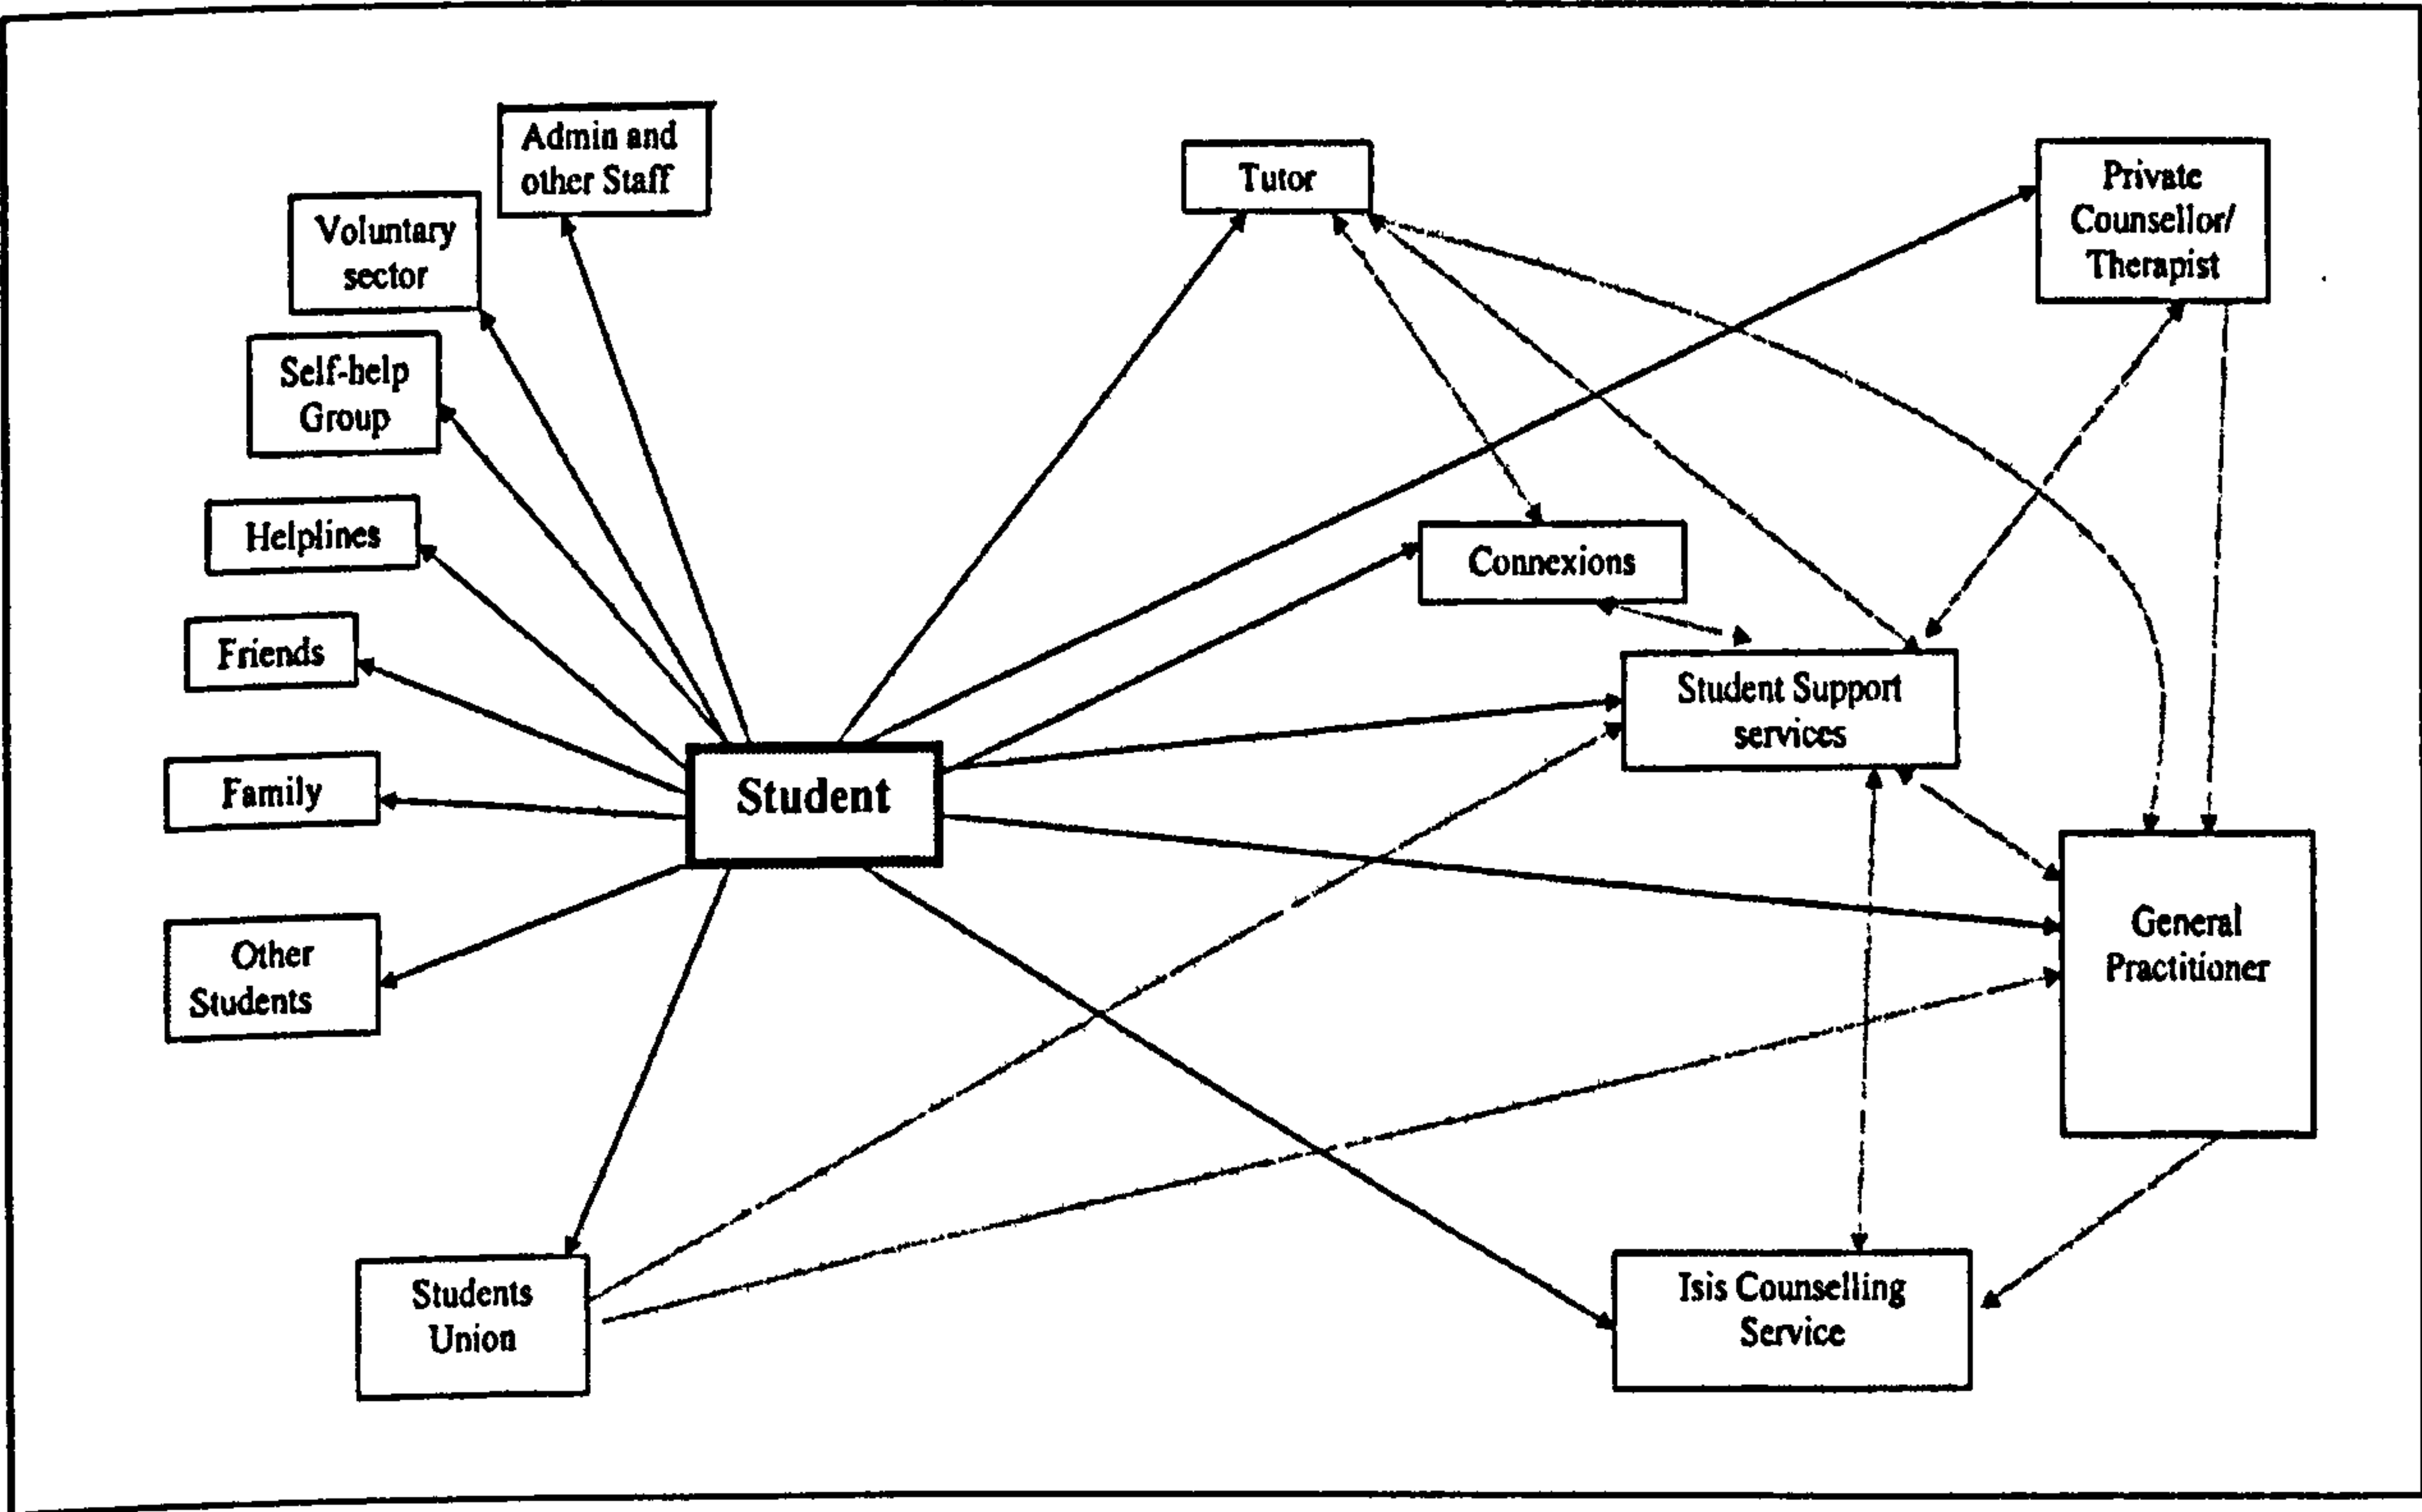 Admin and
other Staff
Tutor
Private
Counsellor/
Therapist
Voluntary
sector
Self-help
Group
Helplines
Connexions
Friends
Student Support
services
Family
Student
General
Practitioner
Other
Students
Students
Union
Isis Counselling
Service